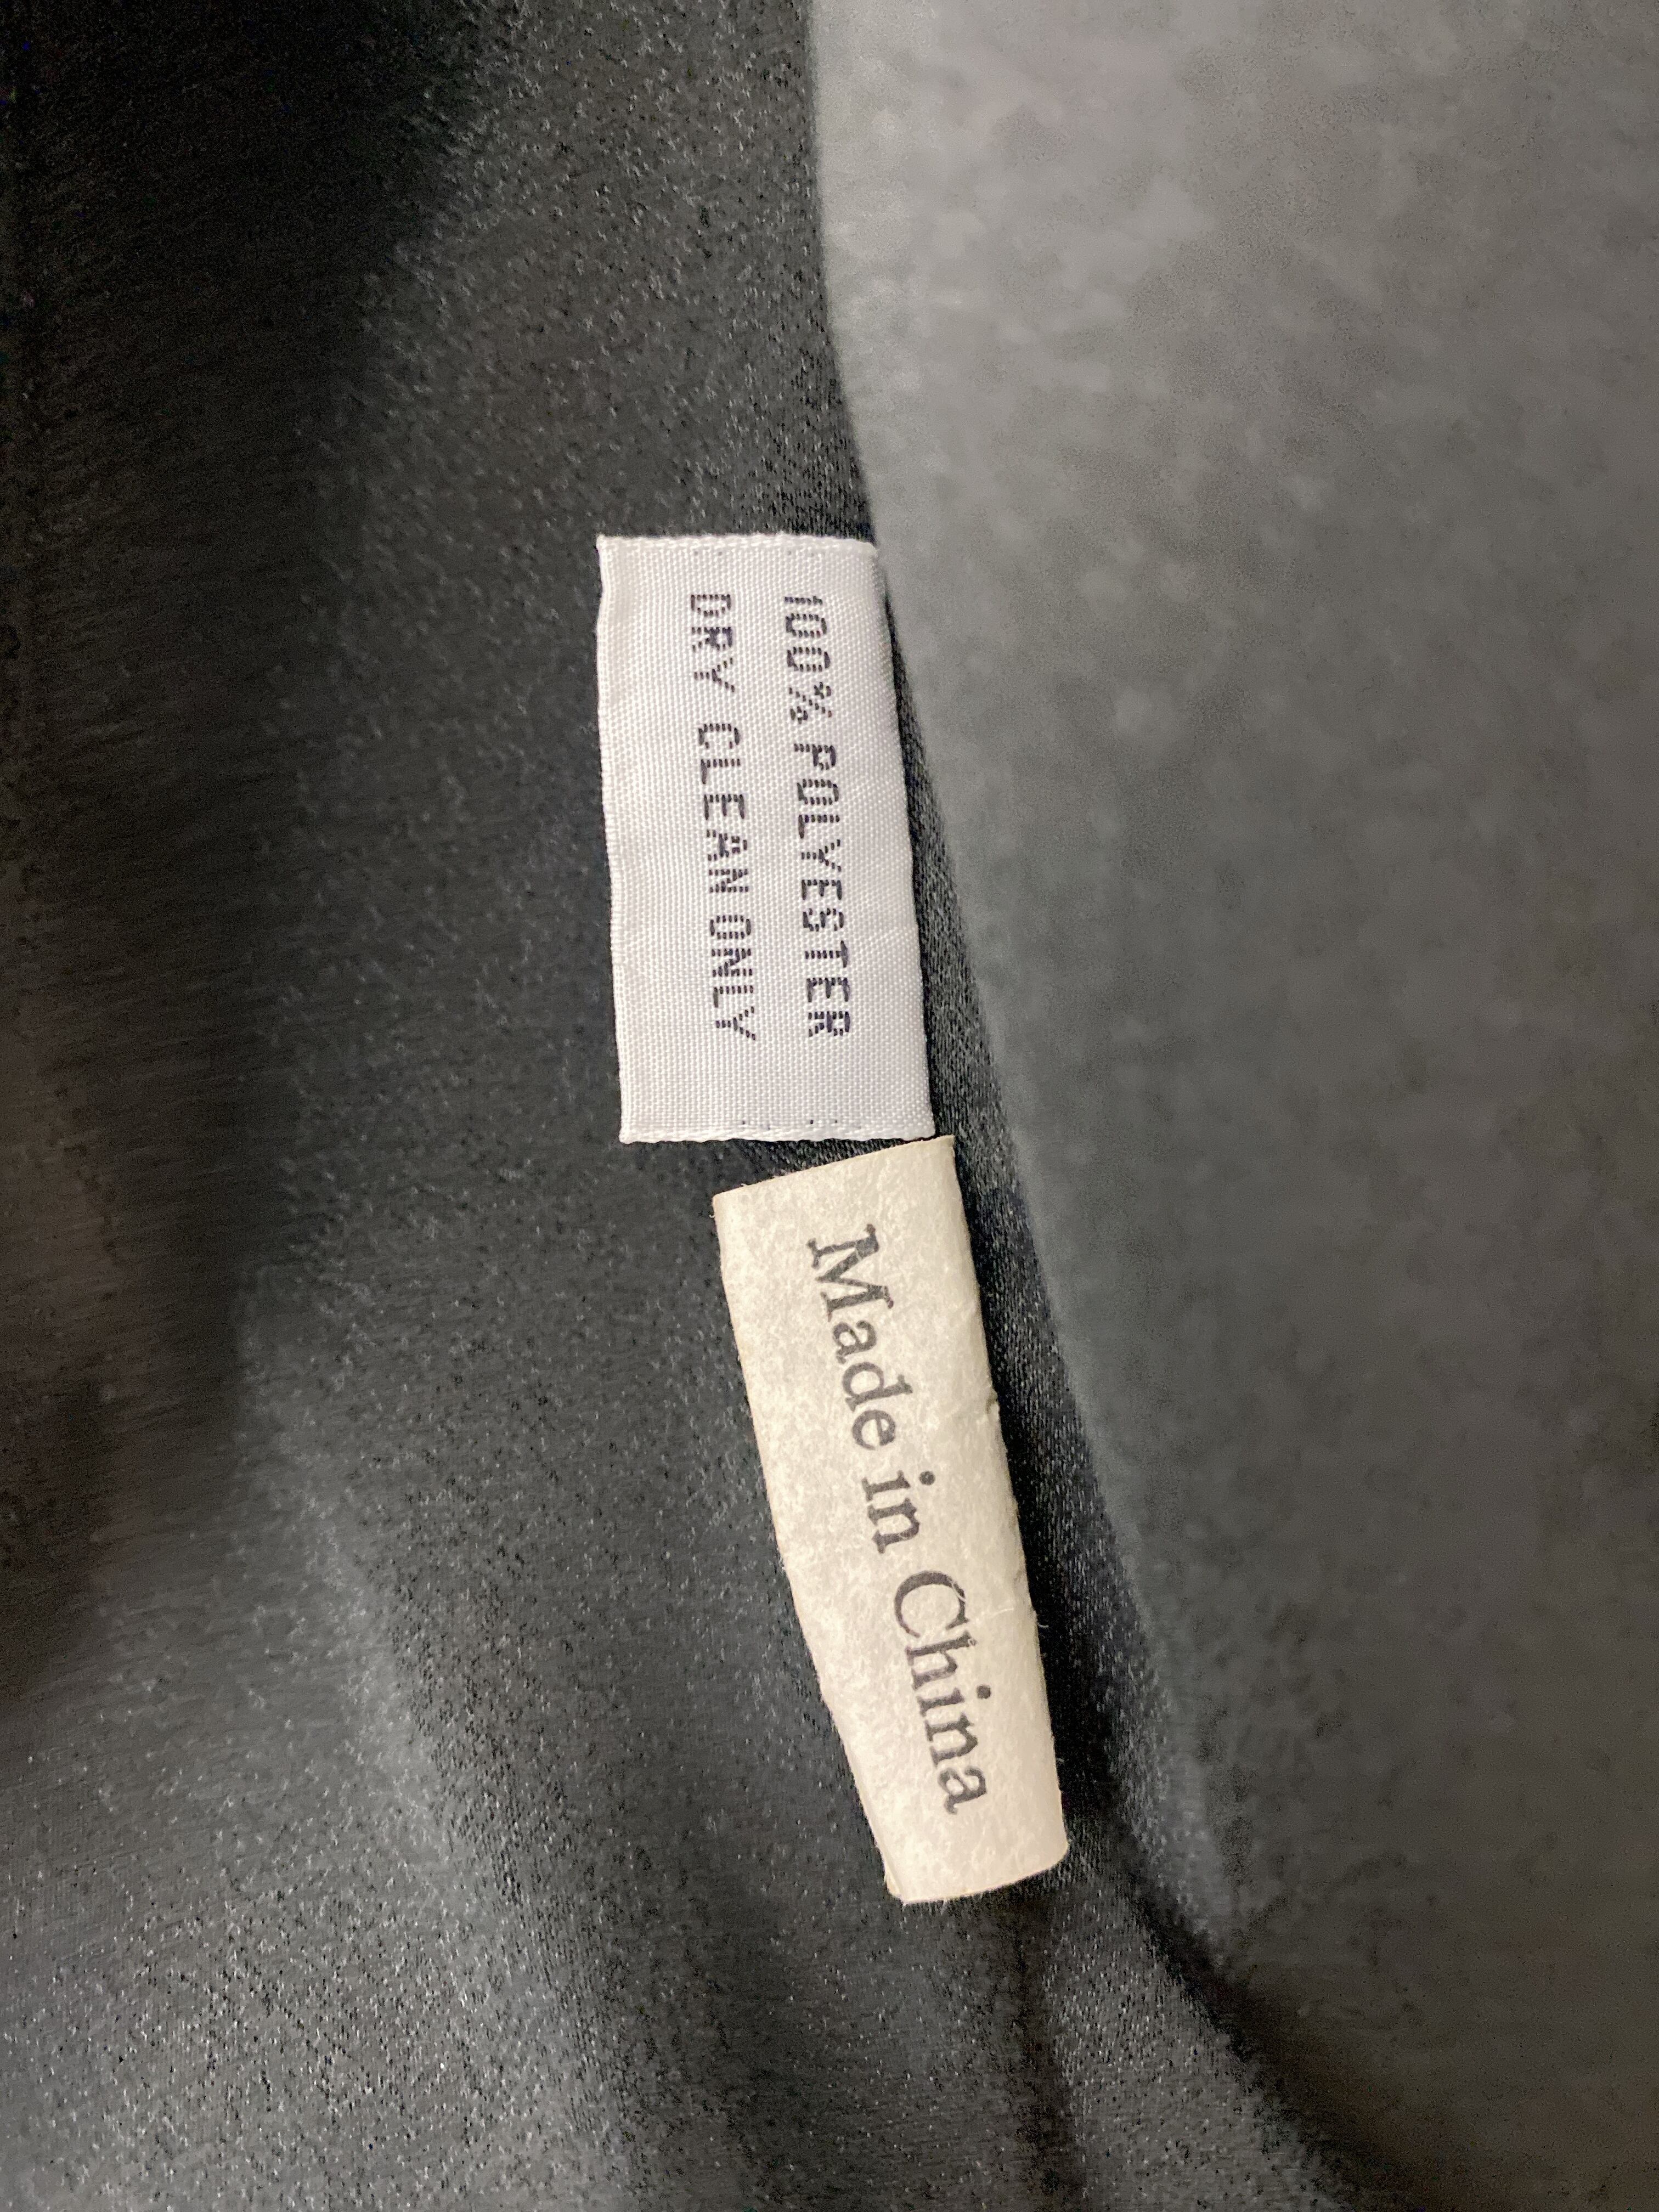 100% POLYESTER
DRY CLEAN ONLY
Made in China